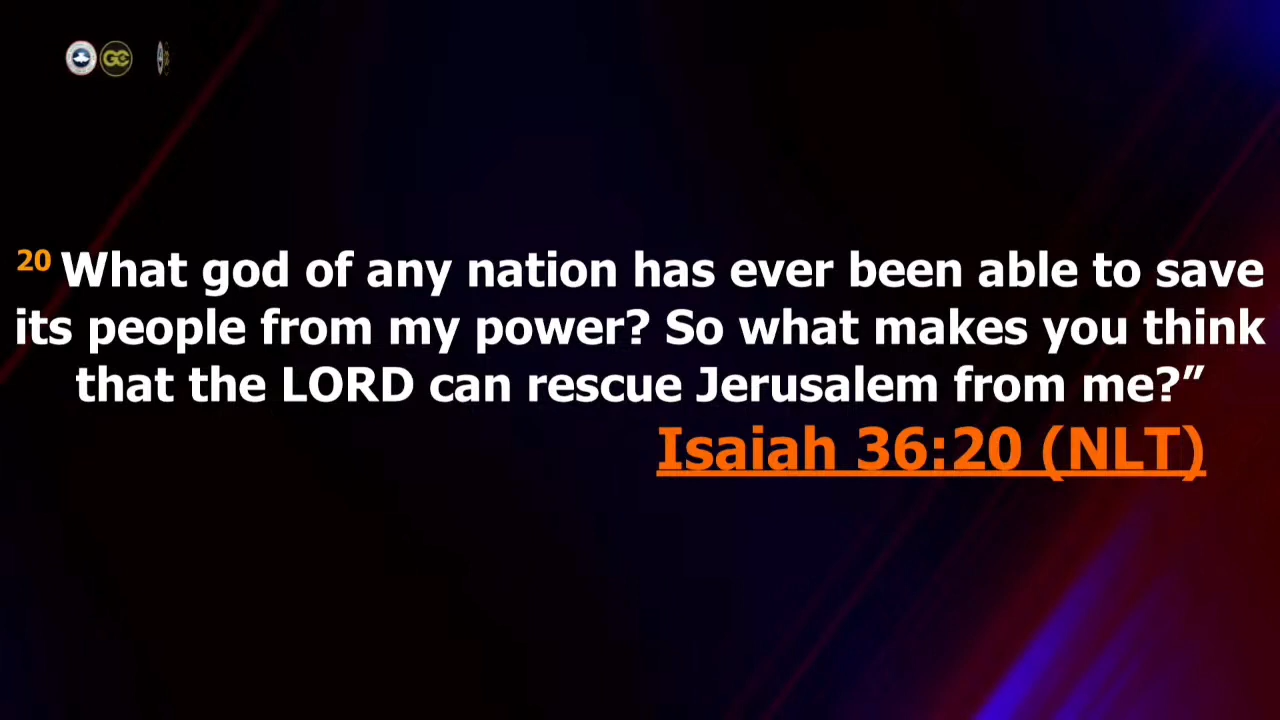 GC
20 What god of any nation has ever been able to save
its people from my power? So what makes you think
that the LORD can rescue Jerusalem from me?”
Isaiah 36:20 (NLT)